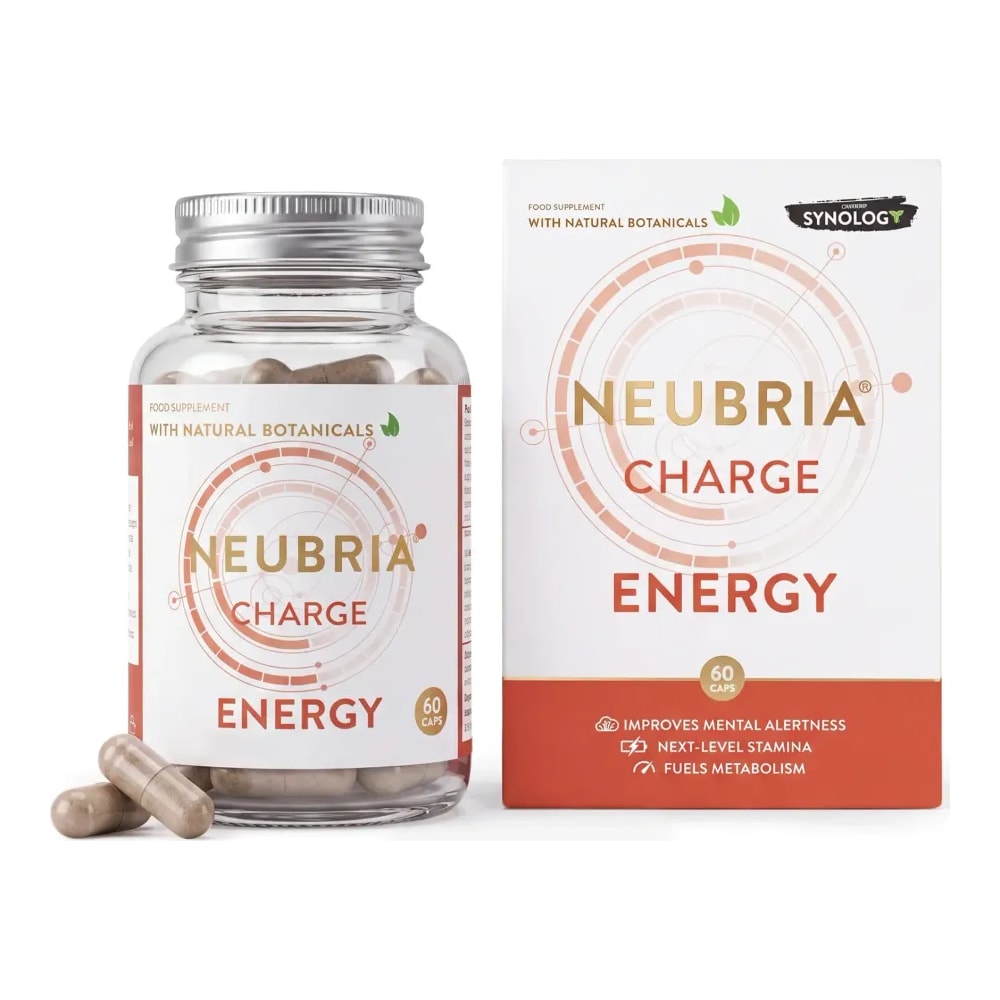 FOOD SUPPLEMENT
WITH NATURAL BOTANICALS
NEUBRIA
CHARGE
ENERGY
60
CAPS
FOOD SUPPLEMENT
WITH NATURAL BOTANICALS
SYNOLOGY
NEUBRIA®
CHARGE
ENERGY
60
CAPS
IMPROVES MENTAL ALERTNESS
NEXT-LEVEL STAMINA
FUELS METABOLISM